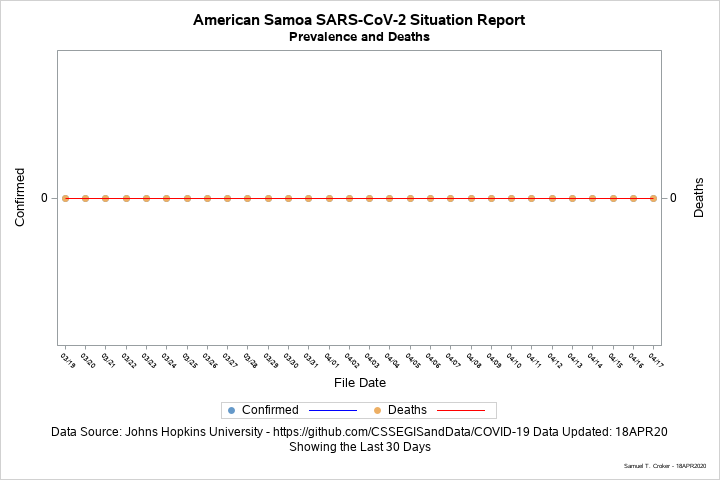 American Samoa SARS-CoV-2 Situation Report
Prevalence and Deaths
Confirmed
0
0
Deaths
03/19 03/20 03/21 03/22 03/23 03/24 03/25 03/26 03/27 03/28 03/29 03/30 03/31 04/01 04/02 04/03 04/04 04/05 04/06 04/07 04/08 04/09 04/10 04/11 04/12 04/13 04/14 04/15 04/16 04/17
File Date
Confirmed Deaths
Data Source: Johns Hopkins University - https://github.com/CSSEGISandData/COVID-19 Data Updated: 18APR20
Showing the Last 30 Days
Samuel T. Croker - 18APR2020